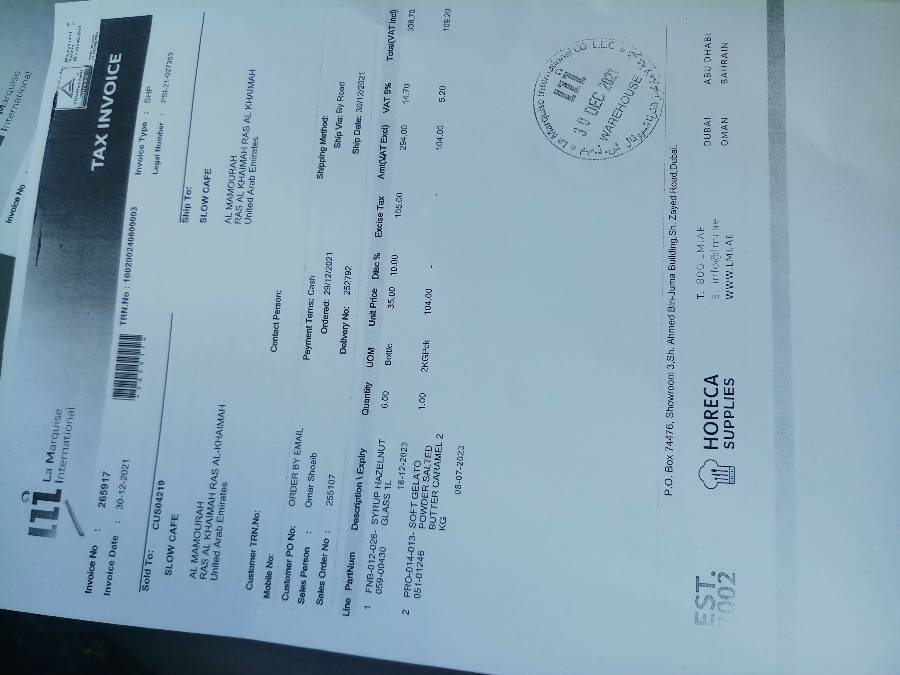 La Marquise
International
TAX INVOICE
Invoice No : 265917
TRN.No : 100200240800003
Invoice Type : SHP
Invoice Date : 30-12-2021
Legal Number : PSI-21-027353
Sold To: CUS04219
Ship To:
SLOW CAFE
SLOW CAFE
AL MAMOURAH
RAS AL KHAIMAH RAS AL-KHAIMAH
United Arab Emirates
AL MAMOURAH
RAS AL KHAIMAH RAS AL KHAIMAH
United Arab Emirates
Customer TRN.No:
Mobile No:
Contact Person:
Customer PO No: ORDER BY EMAIL
Sales Person : Omar Shoaib
Payment Terms: Cash
Shipping Method:
Sales Order No : 255107
Ordered: 29/12/2021
Ship Via: By Road
Delivery No: 252792
Ship Date: 30/12/2021
Line PartNum Description \ Expiry Quantity UOM Unit Price Disc % Excise Tax Amt(VAT Excl) VAT 5% Total(VAT Incl)
1 FNB-012-026-059-00430 SYRUP HAZELNUT GLASS 1L 6.00 Bottle 35.00 10.00 105.00 294.00 14.70 308.70
18-12-2023
2 PRO-014-013-051-01246 SOFT GELATO POWDER SALTED BUTTER CARAMEL 2 KG 1.00 2KGPck 104.00 - - 104.00 5.20 109.20
08-07-2023
La Marquise International CO. L.L.C
30 DEC 2021
WAREHOUSE
P.O. Box 74476, Showroom 3,Sh. Ahmed Bin-Juma Building,Sh. Zayed Road,Dubai.
EST.
2002
HORECA
SUPPLIES
T: 800 LMI.AE
E: info@lmi.ae
WWW.LMI.AE
DUBAI
OMAN
ABU DHABI
BAHRAIN
Marquise
International
Invoice No